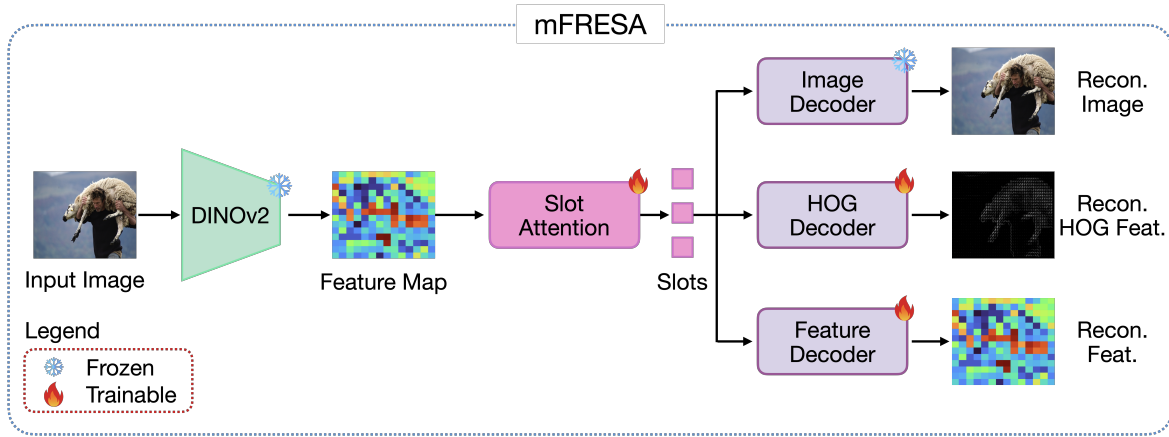 mFRESA
Input Image
DINOv2
Feature Map
Slot
Attention
Slots
Image
Decoder
Recon.
Image
HOG
Decoder
Recon.
HOG Feat.
Feature
Decoder
Recon.
Feat.
Legend
Frozen
Trainable